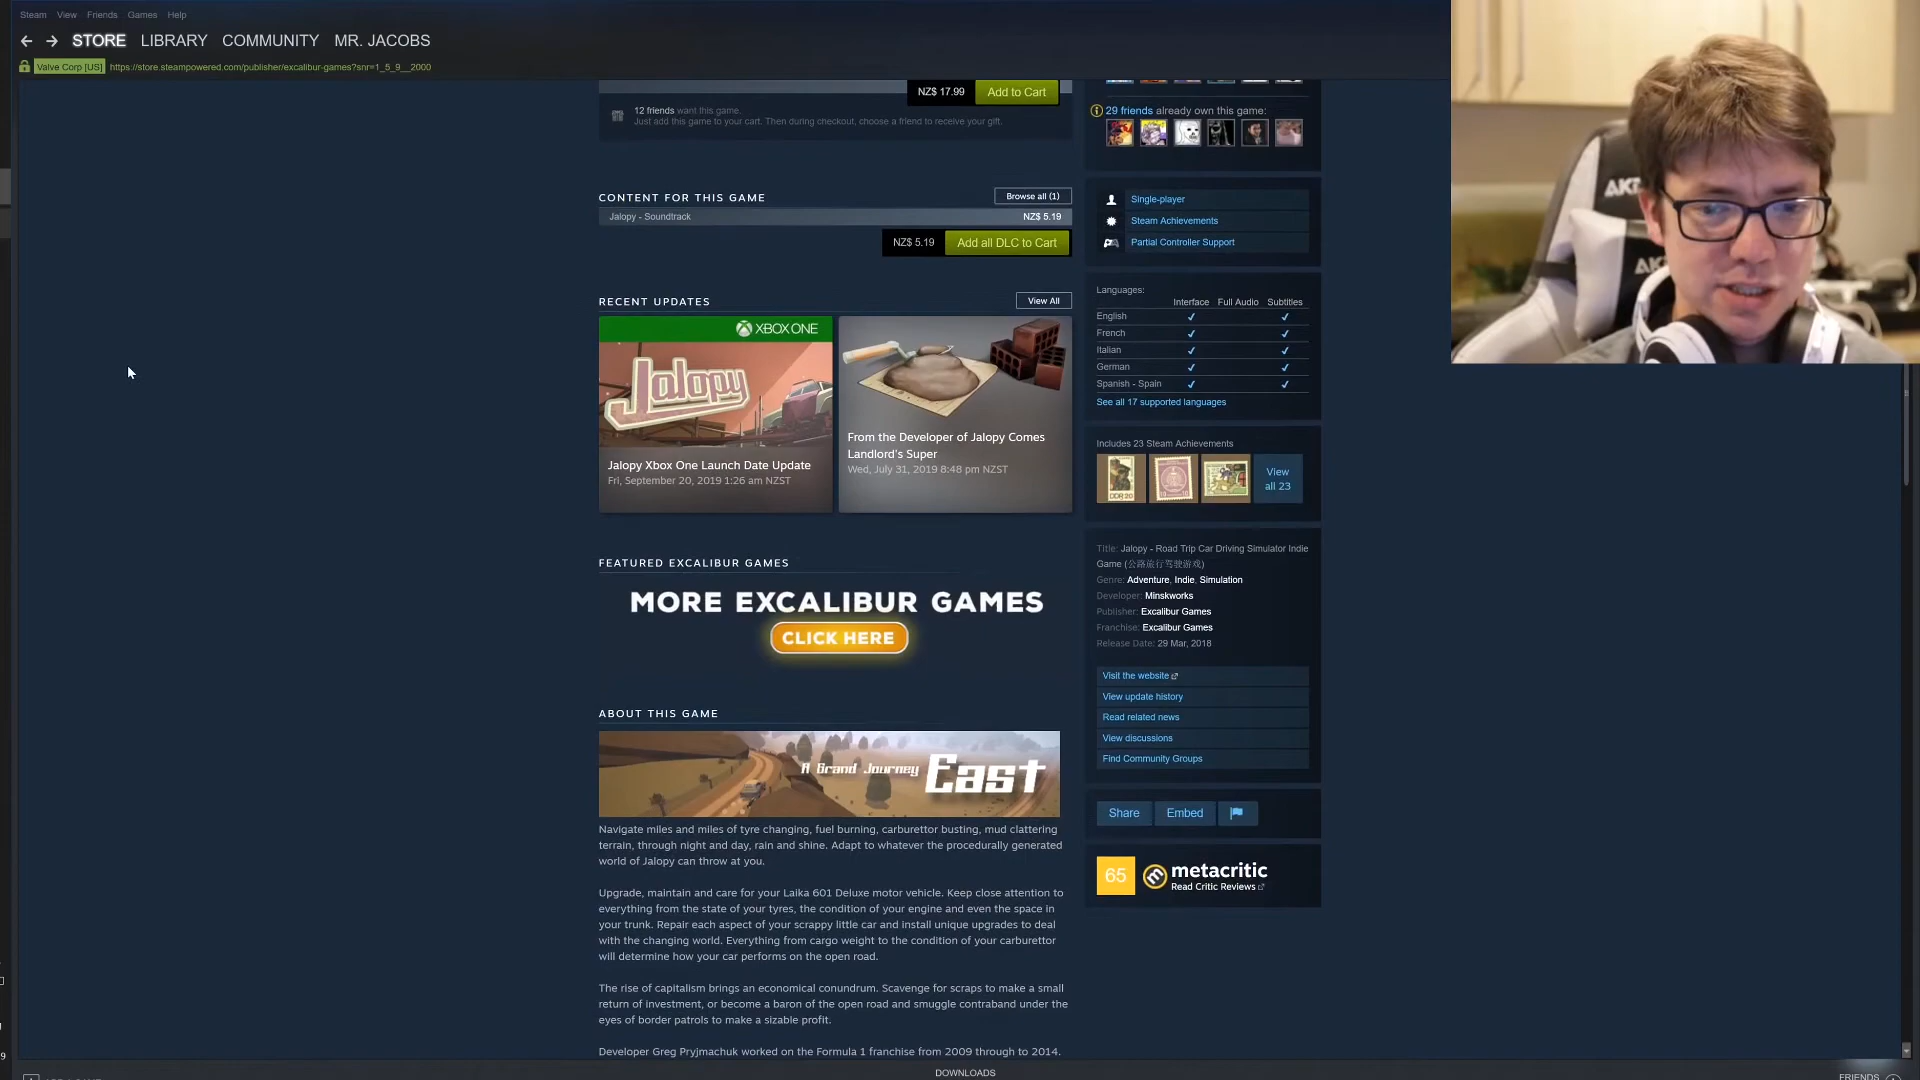 Steam View Friends Games Help
STORE LIBRARY COMMUNITY MR. JACOBS
Valve Corp [US] https://store.steampowered.com/publisher/excalibur-games?snr=1_5_9__2000
NZ$ 17.99 Add to Cart
12 friends want this game.
Just add this game to your cart. Then during checkout, choose a friend to receive your gift.
CONTENT FOR THIS GAME Browse all (1)
Jalopy - Soundtrack NZ$ 5.19
NZ$ 5.19 Add all DLC to Cart
RECENT UPDATES View All
XBOX ONE
Jalopy
Jalopy Xbox One Launch Date Update
Fri, September 20, 2019 1:26 am NZST
From the Developer of Jalopy Comes
Landlord's Super
Wed, July 31, 2019 8:48 pm NZST
FEATURED EXCALIBUR GAMES
MORE EXCALIBUR GAMES
CLICK HERE
ABOUT THIS GAME
A Grand Journey East
Navigate miles and miles of tyre changing, fuel burning, carburettor busting, mud clattering
terrain, through night and day, rain and shine. Adapt to whatever the procedurally generated
world of Jalopy can throw at you.
Upgrade, maintain and care for your Laika 601 Deluxe motor vehicle. Keep close attention to
everything from the state of your tyres, the condition of your engine and even the space in
your trunk. Repair each aspect of your scrappy little car and install unique upgrades to deal
with the changing world. Everything from cargo weight to the condition of your carburettor
will determine how your car performs on the open road.
The rise of capitalism brings an economical conundrum. Scavenge for scraps to make a small
return of investment, or become a baron of the open road and smuggle contraband under the
eyes of border patrols to make a sizable profit.
Developer Greg Pryjmachuk worked on the Formula 1 franchise from 2009 through to 2014.
29 friends already own this game:
Single-player
Steam Achievements
Partial Controller Support
Languages:
Interface Full Audio Subtitles
English ✓ ✓
French ✓ ✓
Italian ✓ ✓
German ✓ ✓
Spanish - Spain ✓ ✓
See all 17 supported languages
Includes 23 Steam Achievements
DDR 20
View
all 23
Title: Jalopy - Road Trip Car Driving Simulator Indie
Game (公路旅行驾驶游戏)
Genre: Adventure, Indie, Simulation
Developer: Minskworks
Publisher: Excalibur Games
Franchise: Excalibur Games
Release Date: 29 Mar, 2018
Visit the website
View update history
Read related news
View discussions
Find Community Groups
Share Embed
65 metacritic
Read Critic Reviews
DOWNLOADS